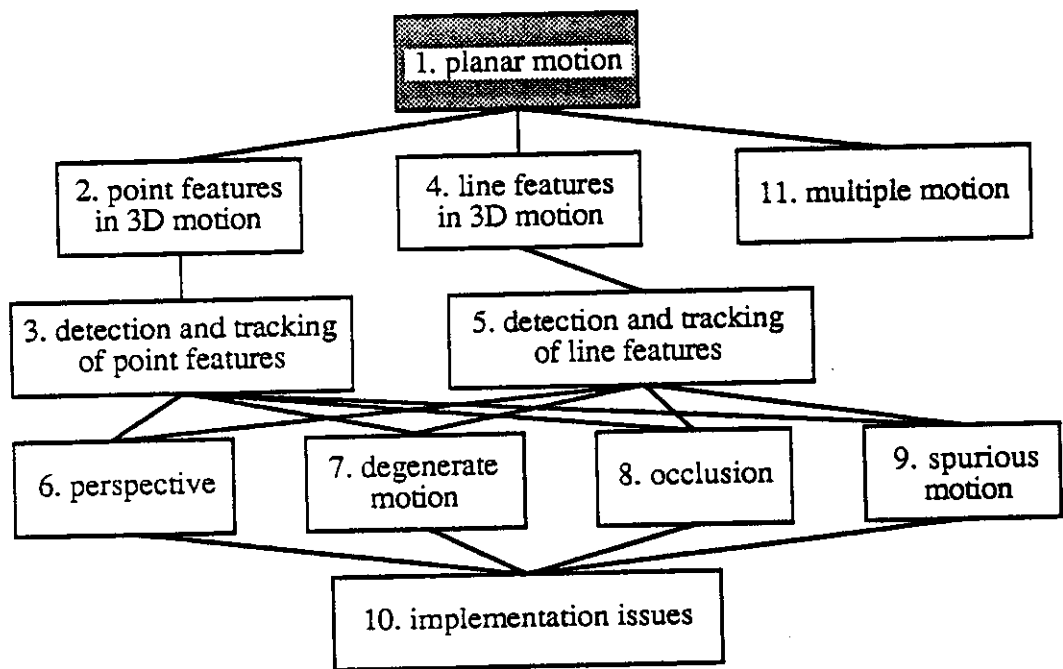 1. planar motion
2. point features
in 3D motion
4. line features
in 3D motion
11. multiple motion
3. detection and tracking
of point features
5. detection and tracking
of line features
6. perspective
7. degenerate
motion
8. occlusion
9. spurious
motion
10. implementation issues